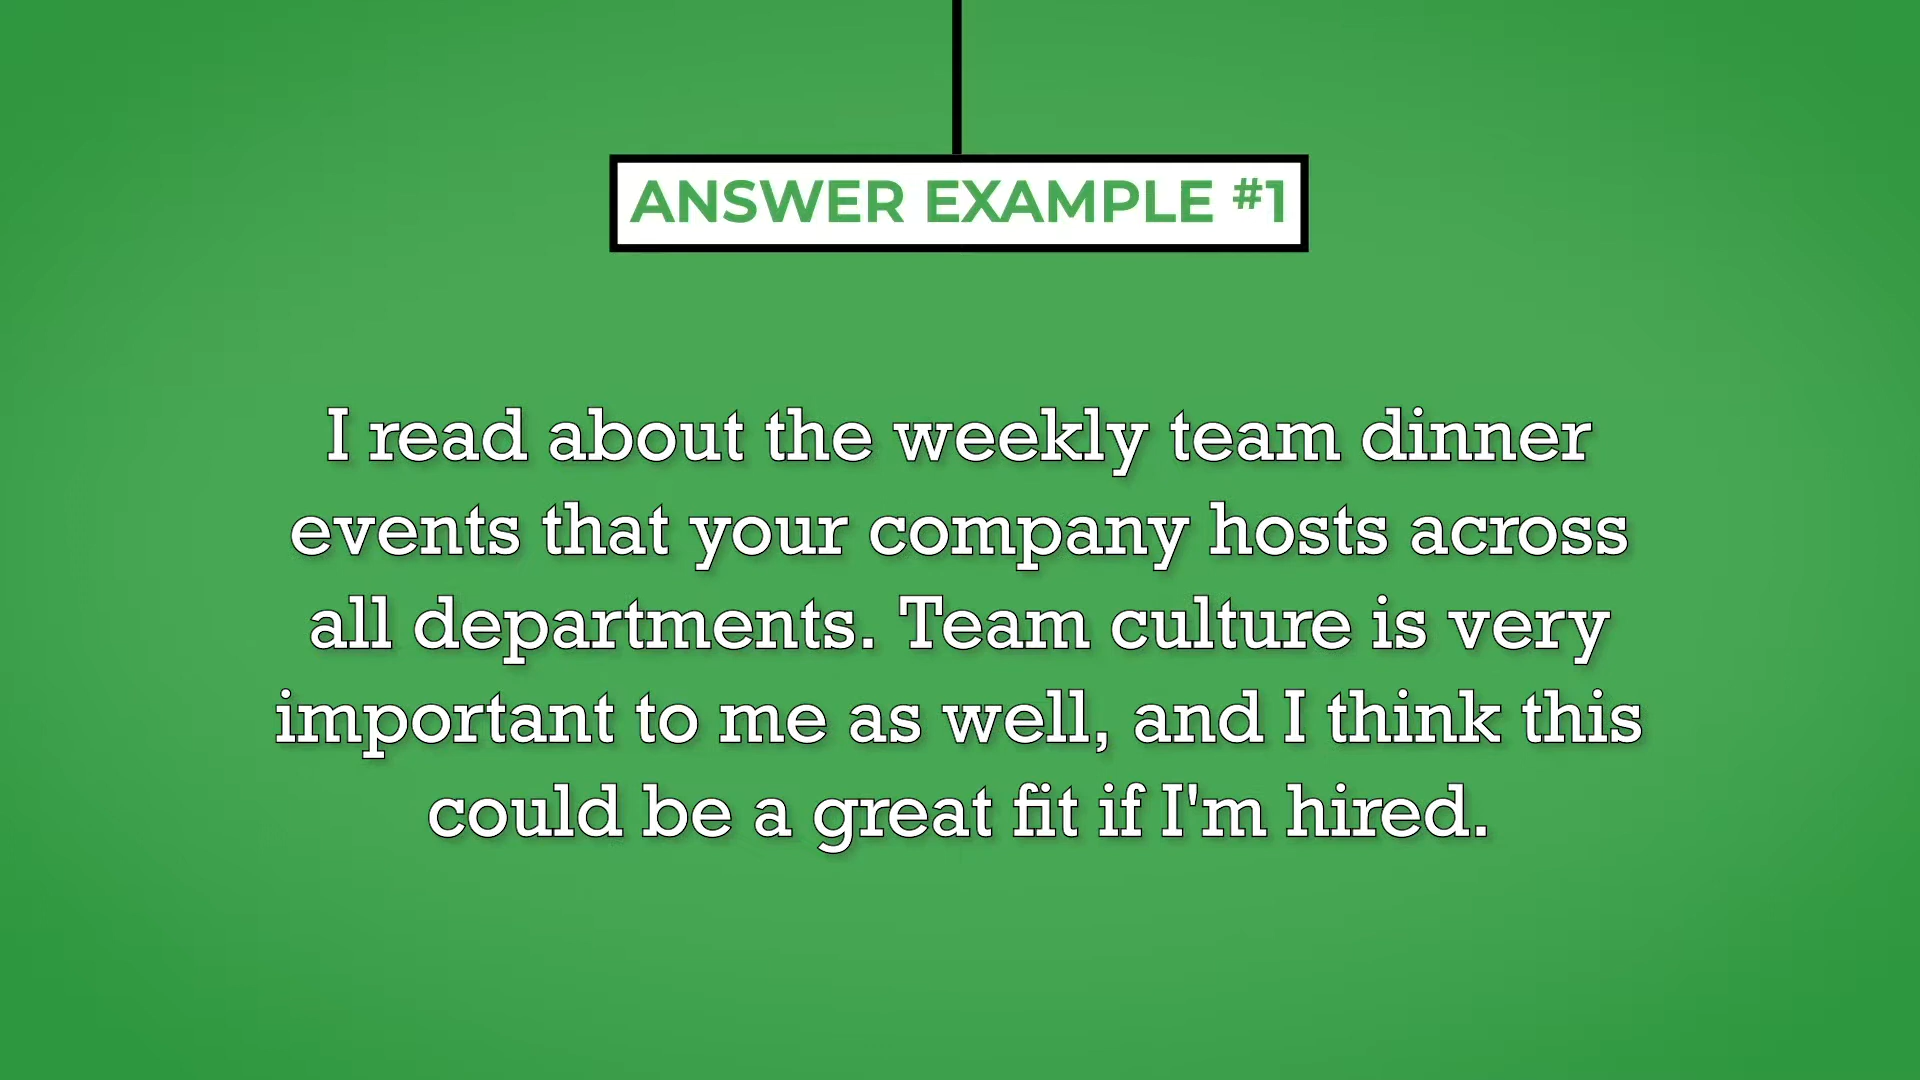 ANSWER EXAMPLE #1
I read about the weekly team dinner
events that your company hosts across
all departments. Team culture is very
important to me as well, and I think this
could be a great fit if I'm hired.